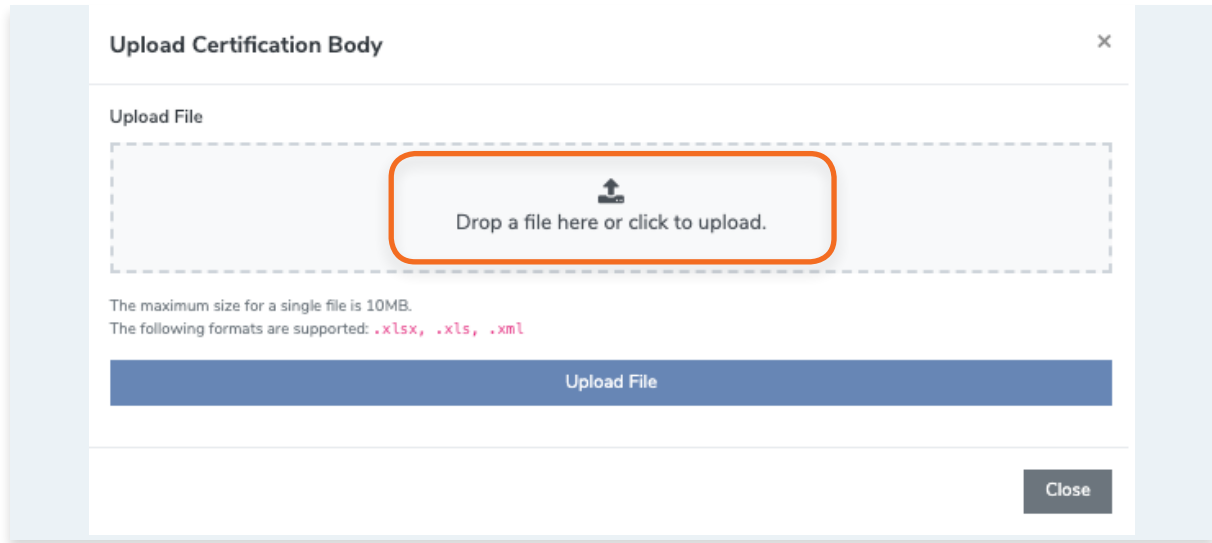 Upload Certification Body
×
Upload File
Drop a file here or click to upload.
The maximum size for a single file is 10MB.
The following formats are supported: .xlsx, .xls, .xml
Upload File
Close